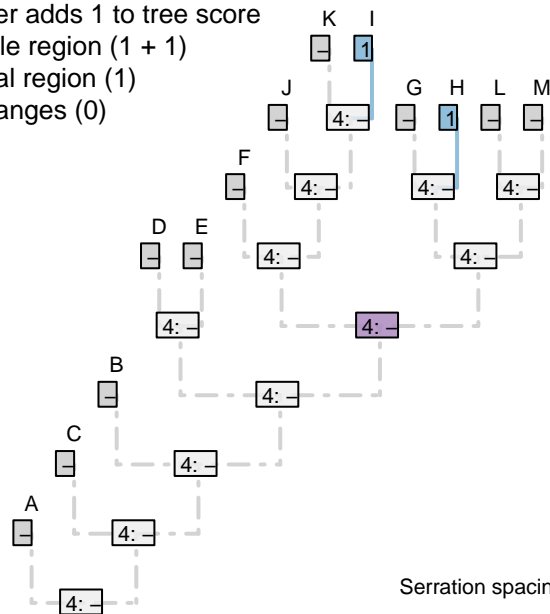 er adds 1 to tree score
le region (1 + 1)
al region (1)
anges (0)
K I
– 1
J G H L M
– 4: – – 1 – –
F
– 4: – 4: – 4: –
D E
– – 4: – 4: –
4: – 4: –
B
– 4: –
C
– 4: –
A
– 4: –
Serration spacin
4: –